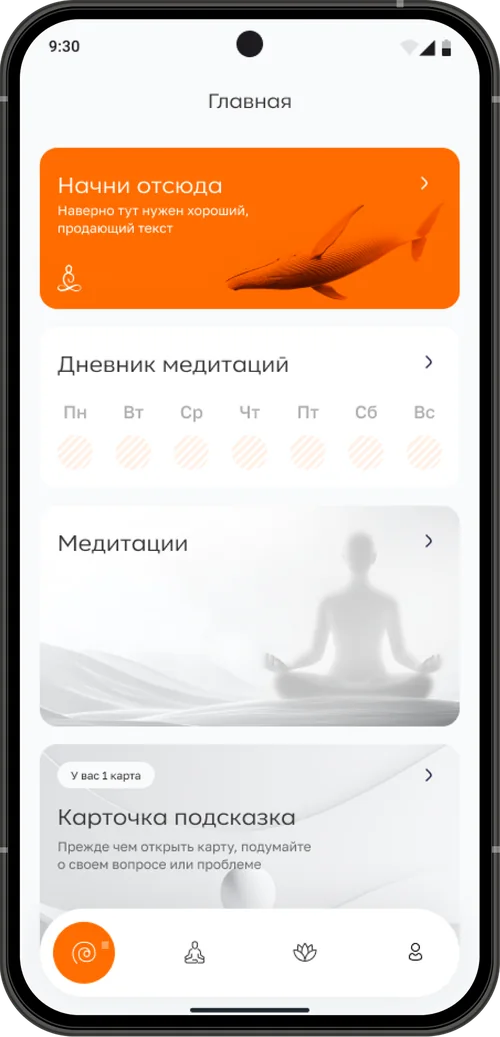 9:30
Главная
Начни отсюда
Наверно тут нужен хороший,
продающий текст
Дневник медитаций
Пн Вт Ср Чт Пт Сб Вс
Медитации
У вас 1 карта
Карточка подсказка
Прежде чем открыть карту, подумайте
о своем вопросе или проблеме